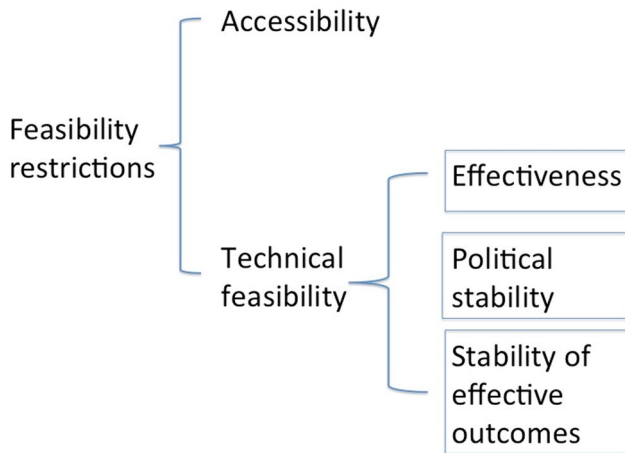 Accessibility
Feasibility
restrictions
Effectiveness
Technical
feasibility
Political
stability
Stability of
effective
outcomes